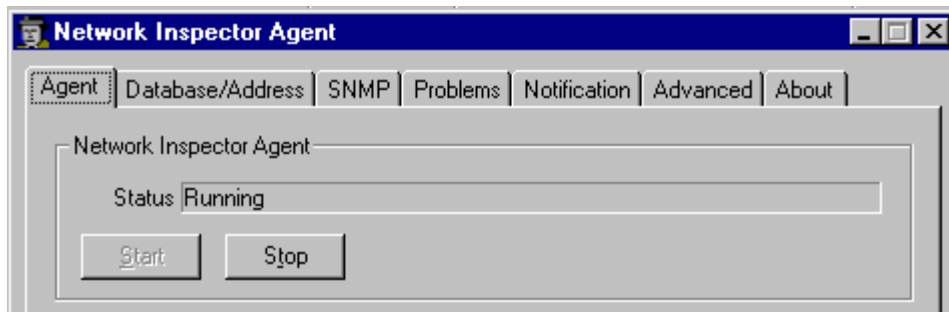 Network Inspector Agent
Agent Database/Address SNMP Problems Notification Advanced About
Network Inspector Agent
Status Running
Start Stop